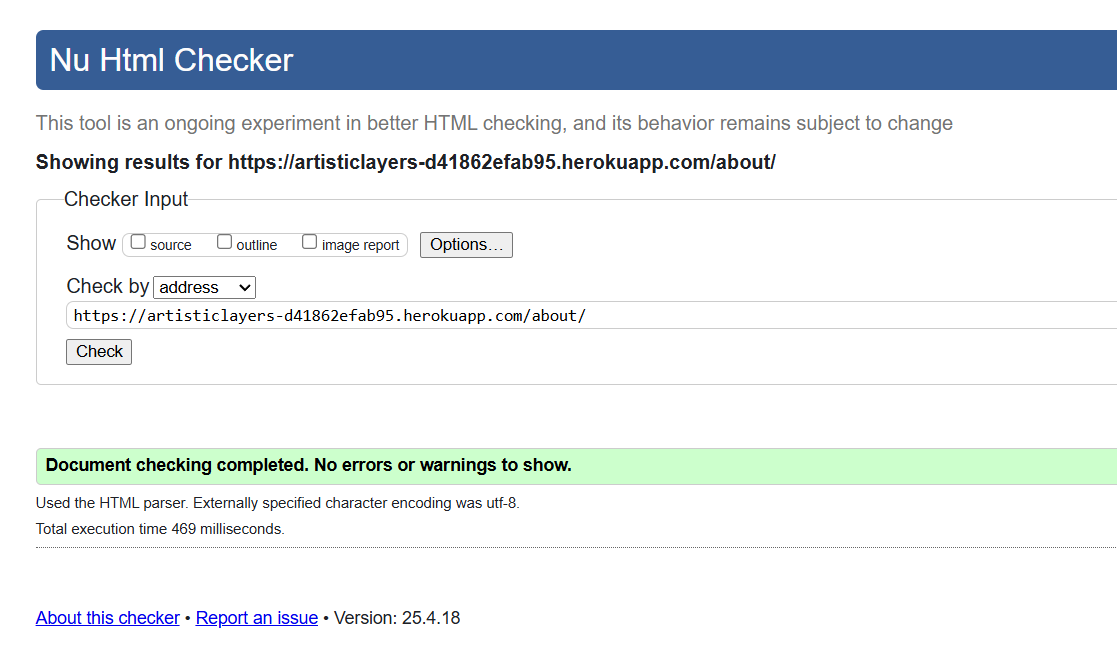 Nu Html Checker
This tool is an ongoing experiment in better HTML checking, and its behavior remains subject to change
Showing results for https://artisticlayers-d41862efab95.herokuapp.com/about/
Checker Input
Show source outline image report Options...
Check by address
https://artisticlayers-d41862efab95.herokuapp.com/about/
Check
Document checking completed. No errors or warnings to show.
Used the HTML parser. Externally specified character encoding was utf-8.
Total execution time 469 milliseconds.
About this checker • Report an issue • Version: 25.4.18